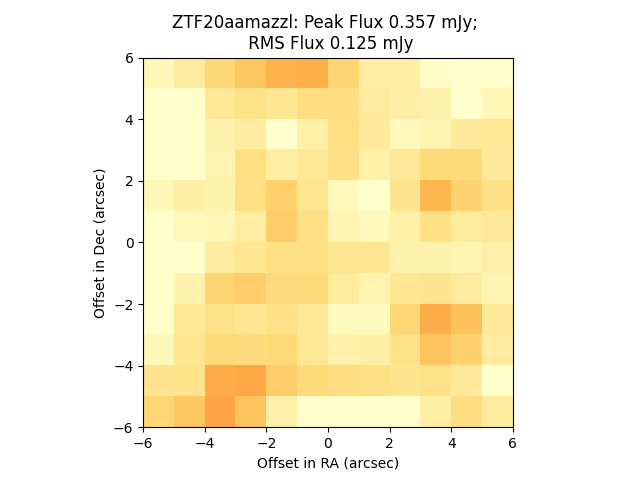 ZTF20aamazzl: Peak Flux 0.357 mJy;
RMS Flux 0.125 mJy
6
4
2
0
−2
−4
−6
Offset in Dec (arcsec)
−6 −4 −2 0 2 4 6
Offset in RA (arcsec)